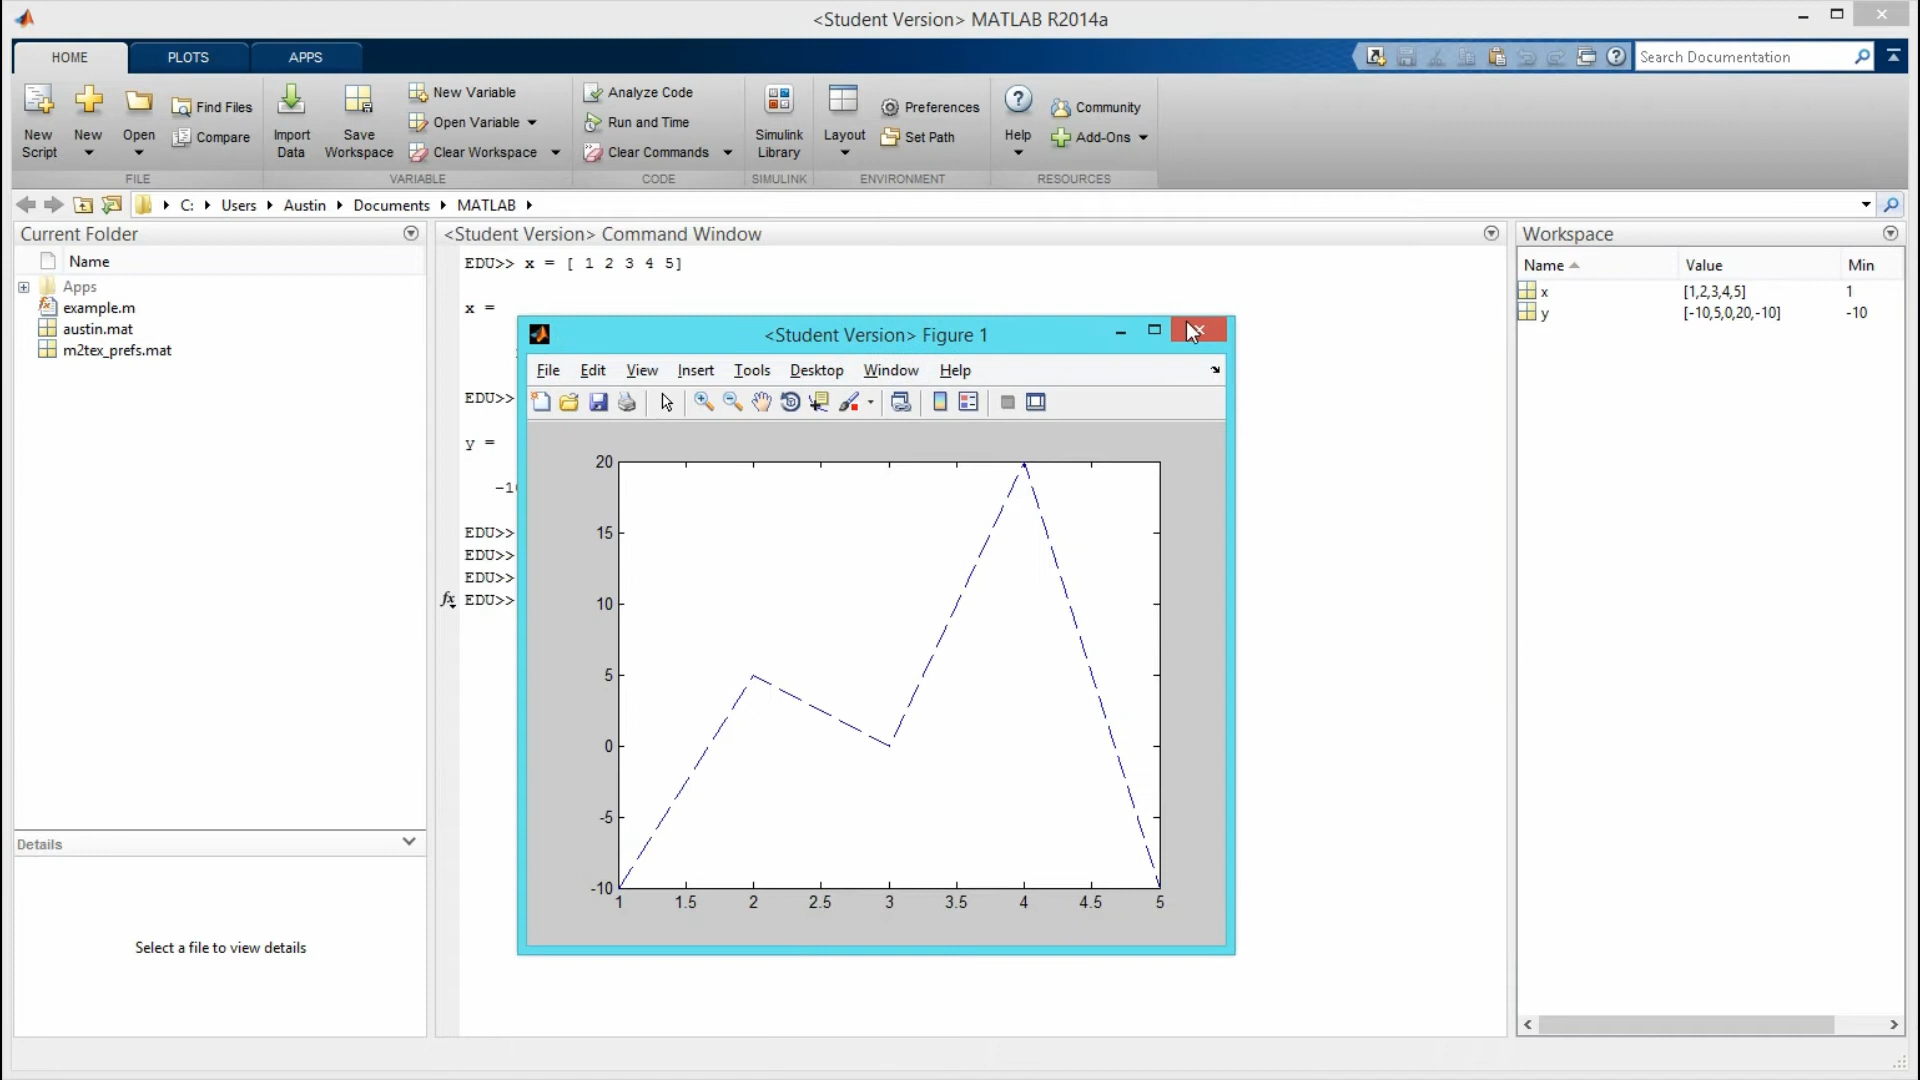 <Student Version> MATLAB R2014a
HOME PLOTS APPS
Search Documentation
New Script
New
Open
Find Files
Compare
FILE
Import Data
Save Workspace
New Variable
Open Variable
Clear Workspace
VARIABLE
Analyze Code
Run and Time
Clear Commands
CODE
Simulink Library
SIMULINK
Layout
Preferences
Set Path
ENVIRONMENT
Help
Community
Add-Ons
RESOURCES
C: Users Austin Documents MATLAB
Current Folder
Name
Apps
example.m
austin.mat
m2tex_prefs.mat
Details
Select a file to view details
<Student Version> Command Window
EDU>> x = [ 1 2 3 4 5]
x =
EDU>>
y =
-10
EDU>>
EDU>>
EDU>>
fx EDU>>
<Student Version> Figure 1
File Edit View Insert Tools Desktop Window Help
20
15
10
5
0
-5
-10
1 1.5 2 2.5 3 3.5 4 4.5 5
Workspace
Name Value Min
x [1,2,3,4,5] 1
y [-10,5,0,20,-10] -10